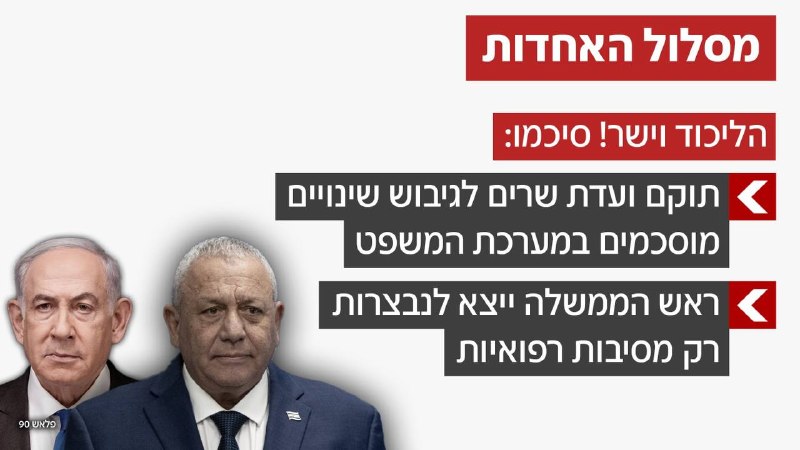 מסלול האחדות
הליכוד וישר! סיכמו:
תוקם ועדת שרים לגיבוש שינויים
מוסכמים במערכת המשפט
ראש הממשלה ייצא לנבצרות
רק מסיבות רפואיות
פלאש 90